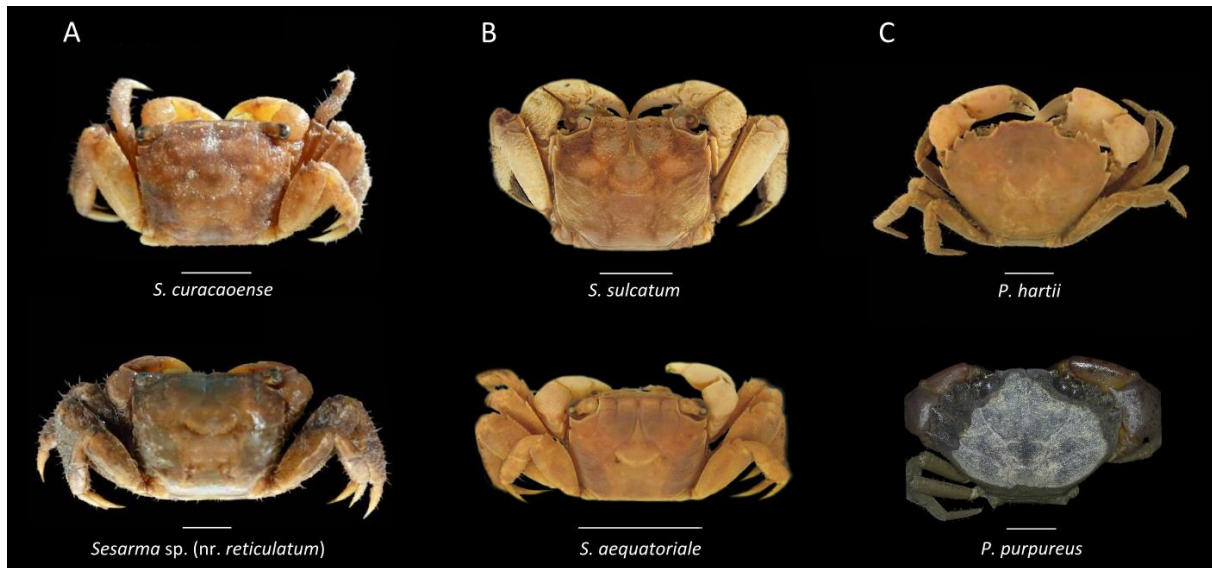 A
B
C
S. curacaoense
S. sulcatum
P. hartii
Sesarma sp. (nr. reticulatum)
S. aequatoriale
P. purpureus